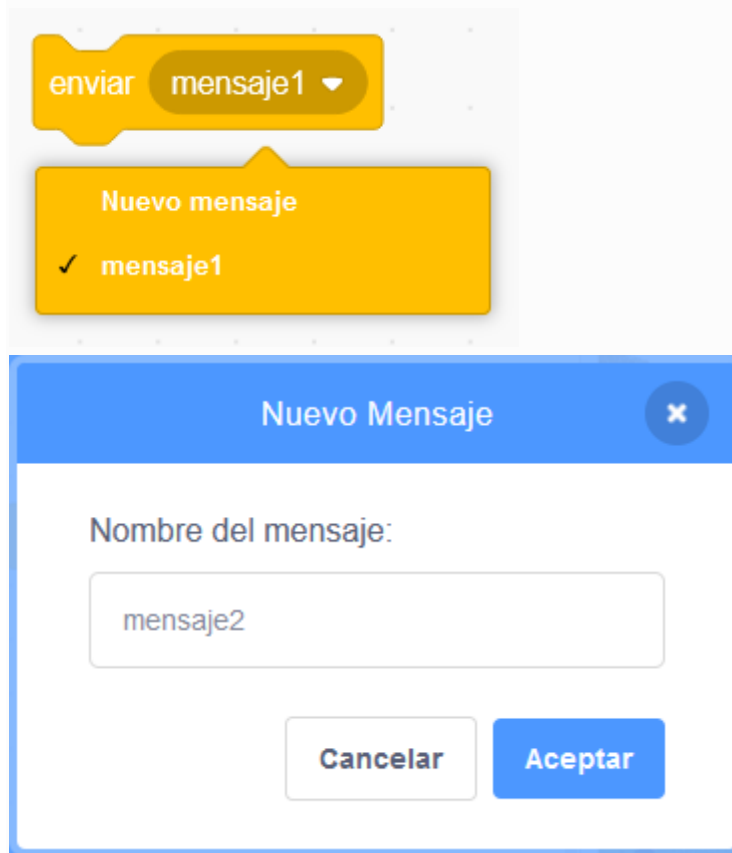 enviar mensaje1
Nuevo mensaje
✓ mensaje1
Nuevo Mensaje
Nombre del mensaje:
mensaje2
Cancelar Aceptar